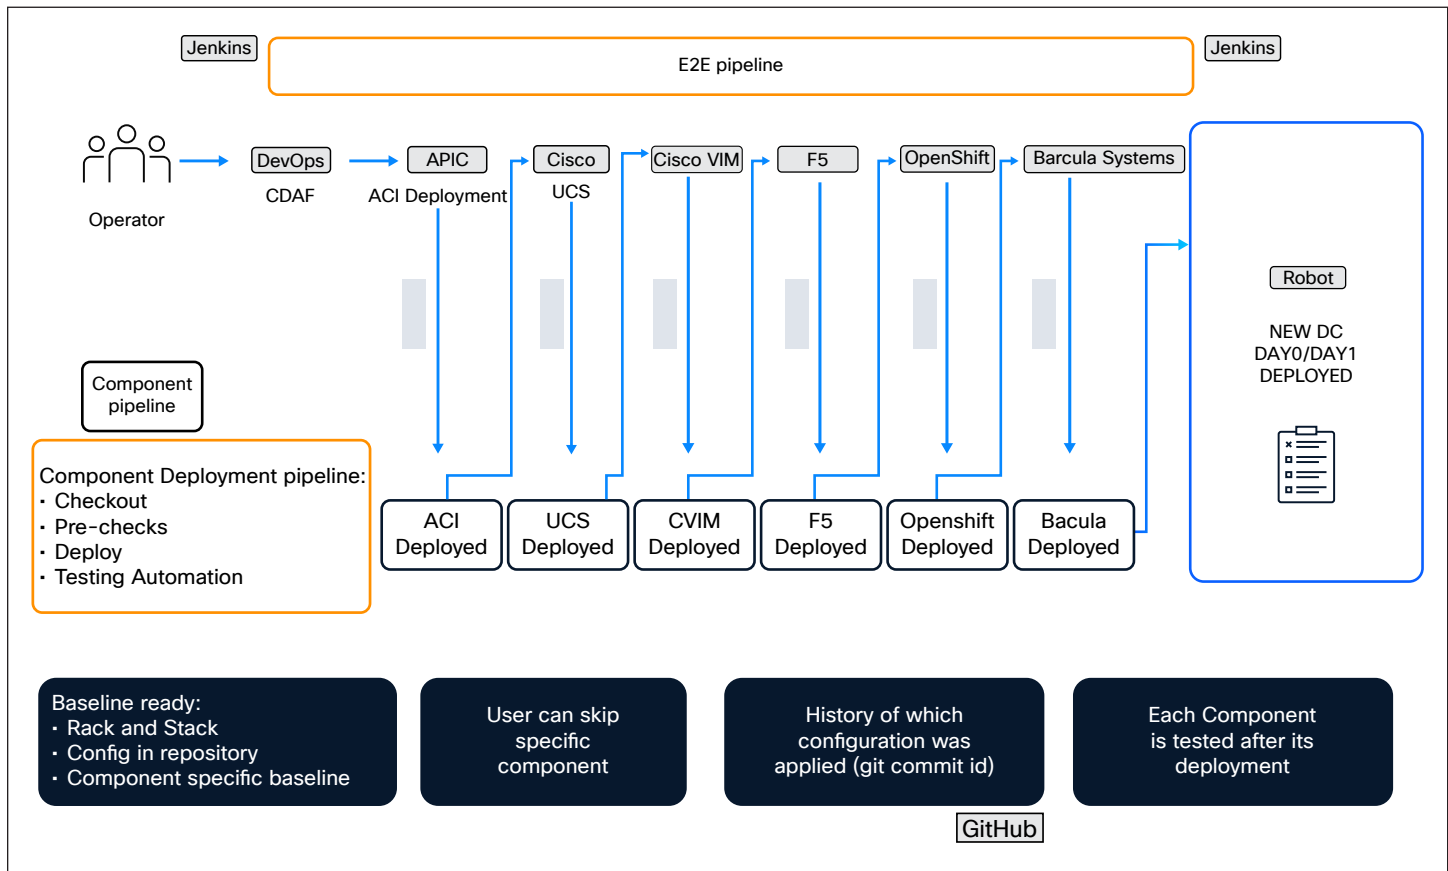 Jenkins
E2E pipeline
Jenkins
DevOps
CDAF
APIC
ACI Deployment
Cisco
UCS
Cisco VIM
F5
OpenShift
Barcula Systems
Operator
Robot
NEW DC
DAY0/DAY1
DEPLOYED
Component
pipeline
Component Deployment pipeline:
· Checkout
· Pre-checks
· Deploy
· Testing Automation
ACI
Deployed
UCS
Deployed
CVIM
Deployed
F5
Deployed
Openshift
Deployed
Bacula
Deployed
Baseline ready:
· Rack and Stack
· Config in repository
· Component specific baseline
User can skip
specific
component
History of which
configuration was
applied (git commit id)
Each Component
is tested after its
deployment
GitHub